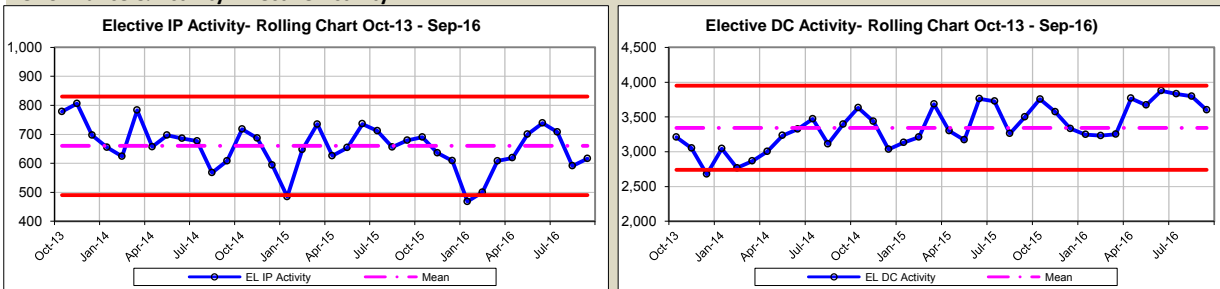 Elective IP Activity- Rolling Chart Oct-13 - Sep-16
1,000
900
800
700
600
500
400
Oct-13
Jan-14
Apr-14
Jul-14
Oct-14
Jan-15
Apr-15
Jul-15
Oct-15
Jan-16
Apr-16
Jul-16
EL IP Activity
Mean
Elective DC Activity- Rolling Chart Oct-13 - Sep-16)
4,500
4,000
3,500
3,000
2,500
2,000
Oct-13
Jan-14
Apr-14
Jul-14
Oct-14
Jan-15
Apr-15
Jul-15
Oct-15
Jan-16
Apr-16
Jul-16
EL DC Activity
Mean